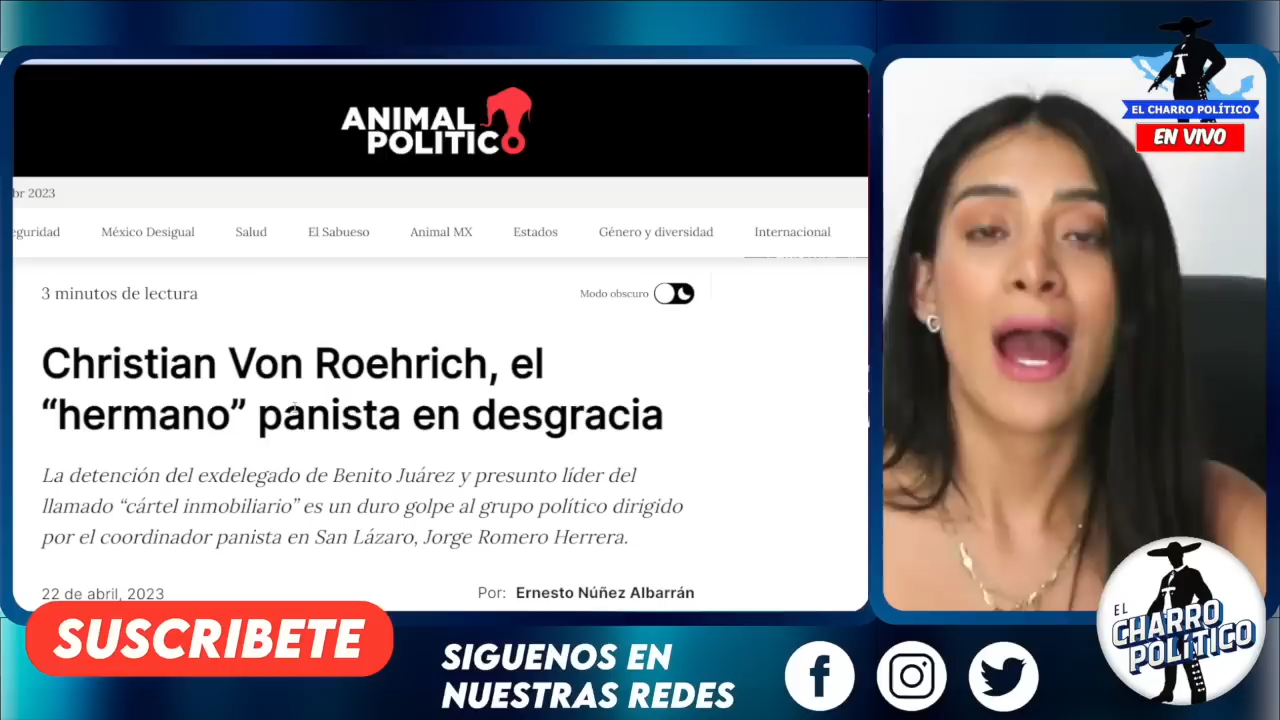 ANIMAL
POLITICO
br 2023
eguridad México Desigual Salud El Sabueso Animal MX Estados Género y diversidad Internacional
3 minutos de lectura
Modo obscuro
Christian Von Roehrich, el
“hermano” panista en desgracia
La detención del exdelegado de Benito Juárez y presunto líder del
llamado “cártel inmobiliario” es un duro golpe al grupo político dirigido
por el coordinador panista en San Lázaro, Jorge Romero Herrera.
22 de abril, 2023
Por: Ernesto Núñez Albarrán
EL CHARRO POLÍTICO
EN VIVO
SUSCRIBETE
SIGUENOS EN
NUESTRAS REDES
EL
CHARRO
POLÍTICO